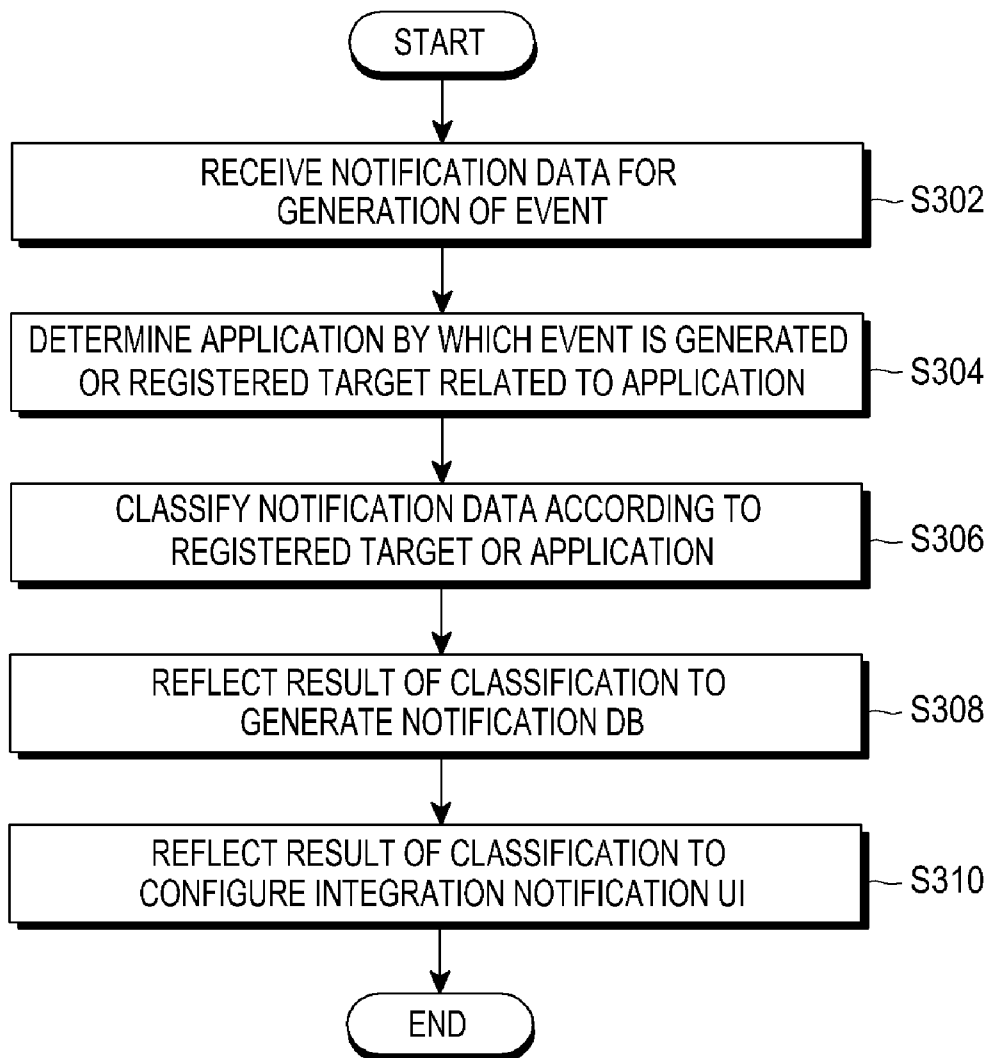 START
RECEIVE NOTIFICATION DATA FOR
GENERATION OF EVENT
S302
DETERMINE APPLICATION BY WHICH EVENT IS GENERATED
OR REGISTERED TARGET RELATED TO APPLICATION
S304
CLASSIFY NOTIFICATION DATA ACCORDING TO
REGISTERED TARGET OR APPLICATION
S306
REFLECT RESULT OF CLASSIFICATION TO
GENERATE NOTIFICATION DB
S308
REFLECT RESULT OF CLASSIFICATION TO
CONFIGURE INTEGRATION NOTIFICATION UI
S310
END